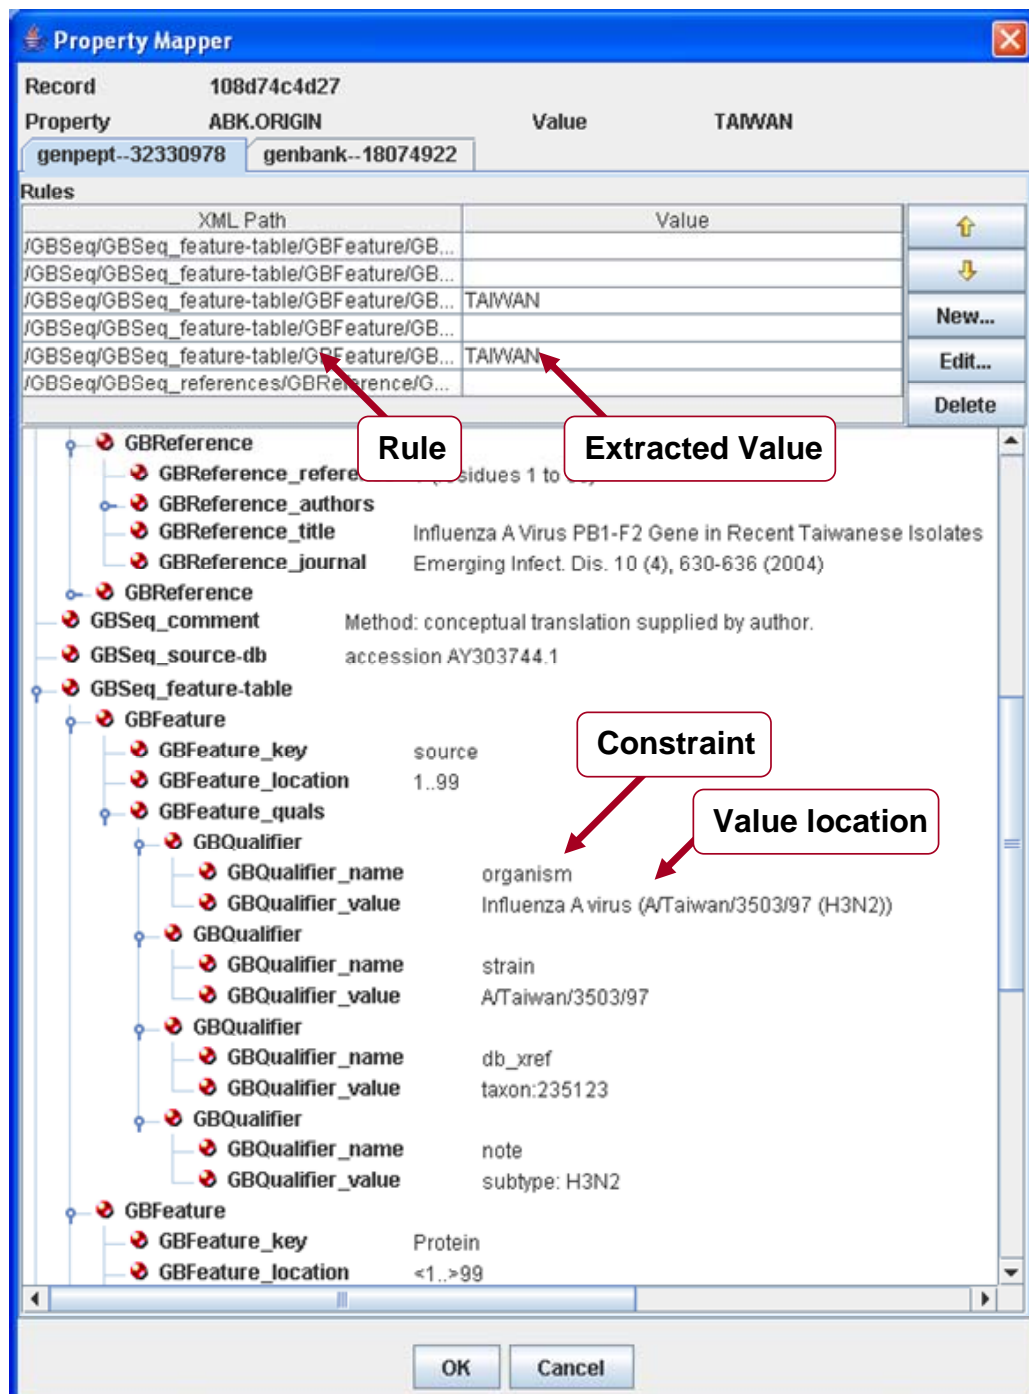 Property Mapper
Record 108d74c4d27
Property ABK.ORIGIN Value TAIWAN
genpept--32330978 genbank--18074922
Rules
XML Path Value
/GBSeq/GBSeq_feature-table/GBFeature/GB...
/GBSeq/GBSeq_feature-table/GBFeature/GB...
/GBSeq/GBSeq_feature-table/GBFeature/GB... TAIWAN
New...
/GBSeq/GBSeq_feature-table/GBFeature/GB...
/GBSeq/GBSeq_feature-table/GBFeature/GB... TAIWAN
Edit...
/GBSeq/GBSeq_references/GBReference/G...
Delete
Rule Extracted Value
GBReference
GBReference_refere (residues 1 to
GBReference_authors
GBReference_title Influenza A Virus PB1-F2 Gene in Recent Taiwanese Isolates
GBReference_journal Emerging Infect. Dis. 10 (4), 630-636 (2004)
GBReference
GBSeq_comment Method: conceptual translation supplied by author.
GBSeq_source-db accession AY303744.1
GBSeq_feature-table
GBFeature
GBFeature_key source
Constraint
GBFeature_location 1..99
GBFeature_quals
Value location
GBQualifier
GBQualifier_name organism
GBQualifier_value Influenza A virus (A/Taiwan/3503/97 (H3N2))
GBQualifier
GBQualifier_name strain
GBQualifier_value A/Taiwan/3503/97
GBQualifier
GBQualifier_name db_xref
GBQualifier_value taxon:235123
GBQualifier
GBQualifier_name note
GBQualifier_value subtype: H3N2
GBFeature
GBFeature_key Protein
GBFeature_location <1..>99
OK Cancel